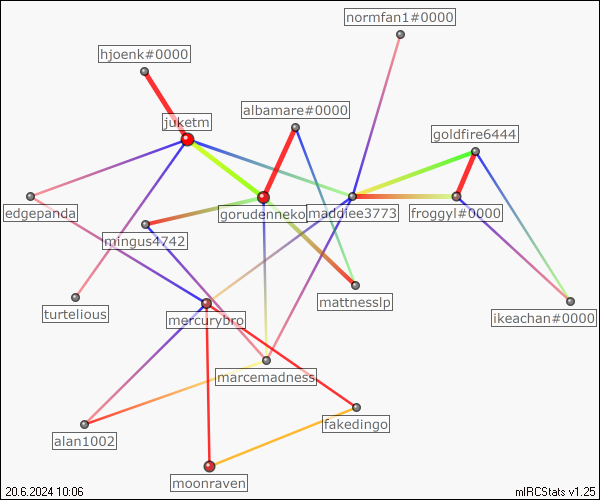 normfan1#0000
hjoenk#0000
albamare#0000
juketm
goldfire6444
edgepanda
gorudenneko
maddiee3773
froggyl#0000
mingus4742
mattnesslp
turtelious
mercurybro
ikeachan#0000
marcemadness
fakedingo
alan1002
moonraven
20.6.2024 10:06
mIRCStats v1.25